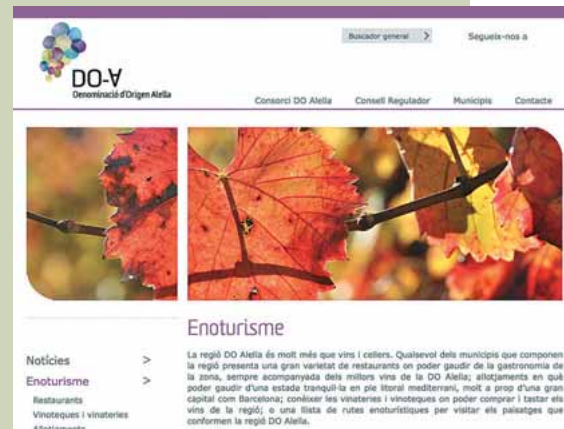 Buscador general >
Segueix-nos a
DO-∀
Denominació d'Origen Alella
Consorci DO Alella
Consell Regulador
Municipis
Contacte
Enoturisme
Notícies >
Enoturisme >
Restaurants
Vinoteques i vinateries
Allotjaments
La regió DO Alella és molt més que vins i cellers. Qualsevol dels municipis que componen
la regió presenta una gran varietat de restaurants on poder gaudir de la gastronomia de
la zona, sempre acompanyada dels millors vins de la DO Alella; allotjaments en què
poder gaudir d'una estada tranquil·la en ple litoral mediterrani, molt a prop d'una gran
capital com Barcelona; conèixer les vinateries i vinoteques on poder comprar i tastar els
vins de la regió; o una llista de rutes enoturístiques per visitar els paisatges que
conformen la regió DO Alella.